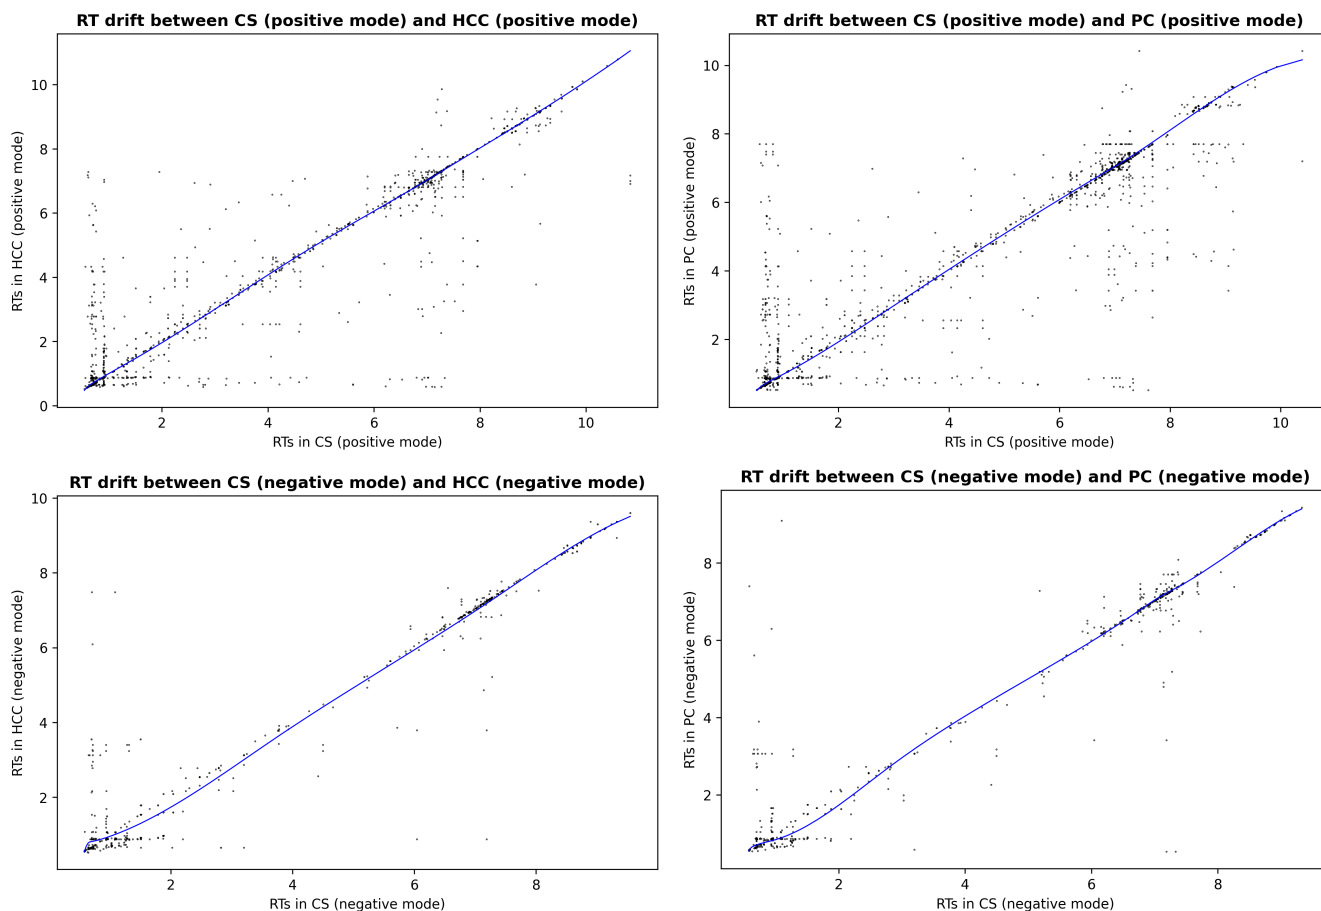 RT drift between CS (positive mode) and HCC (positive mode)
10
8
6
4
2
0
RTs in HCC (positive mode)
2 4 6 8 10
RTs in CS (positive mode)
RT drift between CS (positive mode) and PC (positive mode)
10
8
6
4
2
RTs in PC (positive mode)
2 4 6 8 10
RTs in CS (positive mode)
RT drift between CS (negative mode) and HCC (negative mode)
10
8
6
4
2
RTs in HCC (negative mode)
2 4 6 8
RTs in CS (negative mode)
RT drift between CS (negative mode) and PC (negative mode)
8
6
4
2
RTs in PC (negative mode)
2 4 6 8
RTs in CS (negative mode)